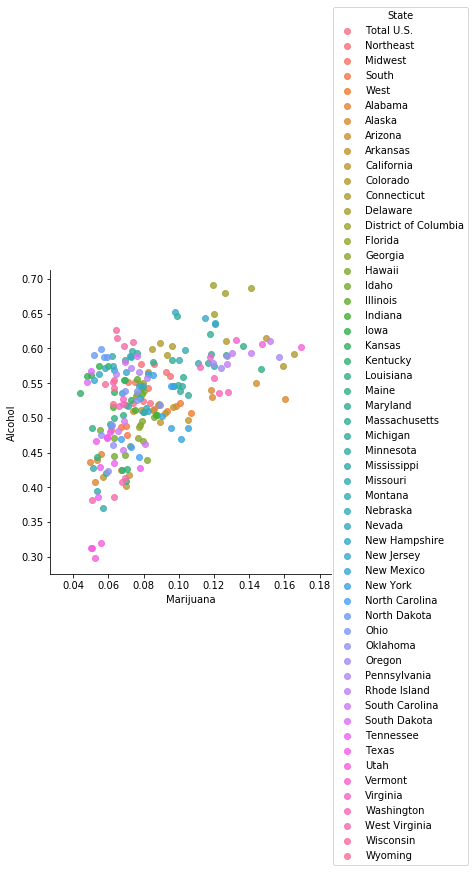 State
Total U.S.
Northeast
Midwest
South
West
Alabama
Alaska
Arizona
Arkansas
California
Colorado
Connecticut
Delaware
District of Columbia
Florida
Georgia
Hawaii
Idaho
Illinois
Indiana
Iowa
Kansas
Kentucky
Louisiana
Maine
Maryland
Massachusetts
Michigan
Minnesota
Mississippi
Missouri
Montana
Nebraska
Nevada
New Hampshire
New Jersey
New Mexico
New York
North Carolina
North Dakota
Ohio
Oklahoma
Oregon
Pennsylvania
Rhode Island
South Carolina
South Dakota
Tennessee
Texas
Utah
Vermont
Virginia
Washington
West Virginia
Wisconsin
Wyoming
0.70
0.65
0.60
0.55
0.50
0.45
0.40
0.35
0.30
Alcohol
0.04 0.06 0.08 0.10 0.12 0.14 0.16 0.18
Marijuana